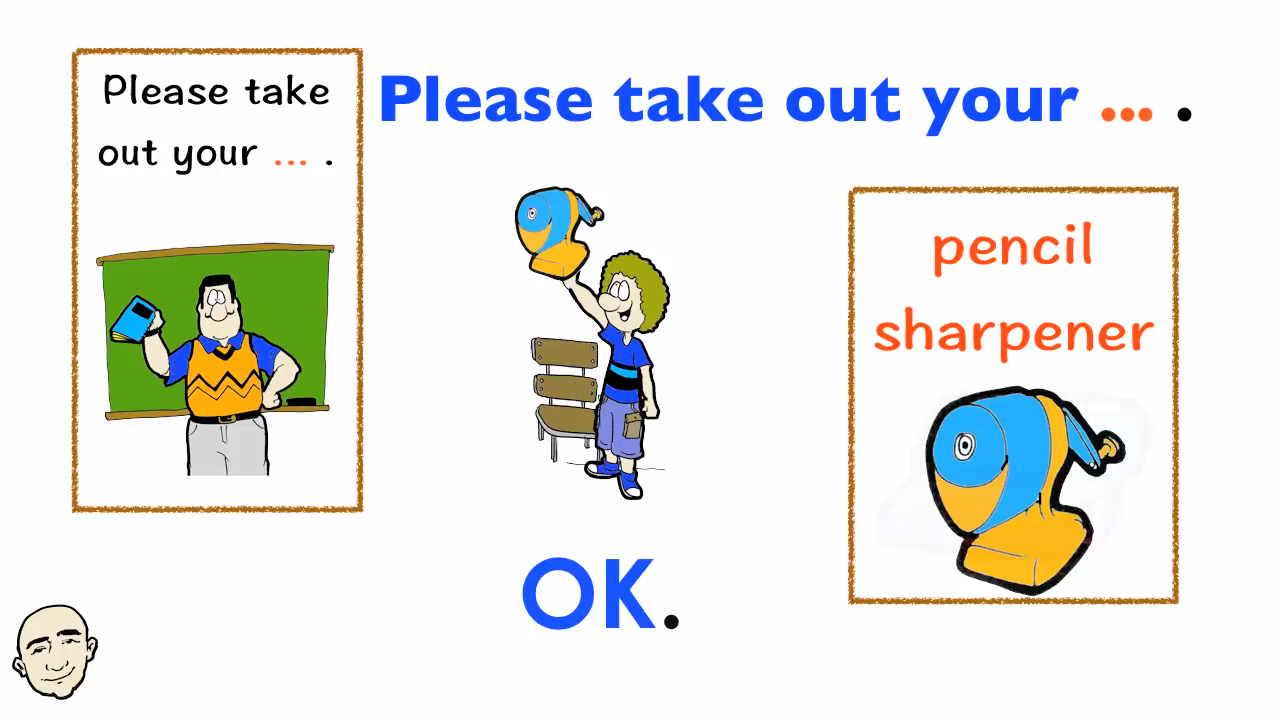 Please take
out your ... .
Please take out your ... .
pencil
sharpener
OK.